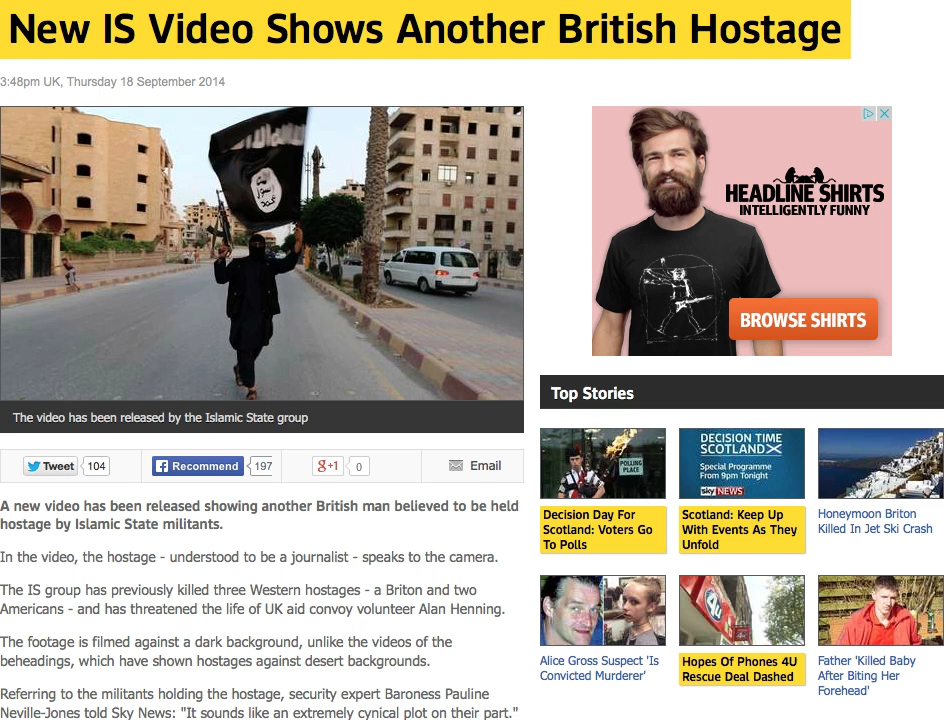 New IS Video Shows Another British Hostage
3:48pm UK, Thursday 18 September 2014
The video has been released by the Islamic State group
Tweet 104
Recommend 197
+1 0
Email
A new video has been released showing another British man believed to be held
hostage by Islamic State militants.
In the video, the hostage - understood to be a journalist - speaks to the camera.
The IS group has previously killed three Western hostages - a Briton and two
Americans - and has threatened the life of UK aid convoy volunteer Alan Henning.
The footage is filmed against a dark background, unlike the videos of the
beheadings, which have shown hostages against desert backgrounds.
Referring to the militants holding the hostage, security expert Baroness Pauline
Neville-Jones told Sky News: "It sounds like an extremely cynical plot on their part."
HEADLINE SHIRTS
INTELLIGENTLY FUNNY
BROWSE SHIRTS
Top Stories
POLLING
PLACE
Decision Day For
Scotland: Voters Go
To Polls
DECISION TIME
SCOTLAND
Special Programme
From 9pm Tonight
sky NEWS
Scotland: Keep Up
With Events As They
Unfold
Honeymoon Briton
Killed In Jet Ski Crash
Alice Gross Suspect 'Is
Convicted Murderer'
4U
Hopes Of Phones 4U
Rescue Deal Dashed
Father 'Killed Baby
After Biting Her
Forehead'